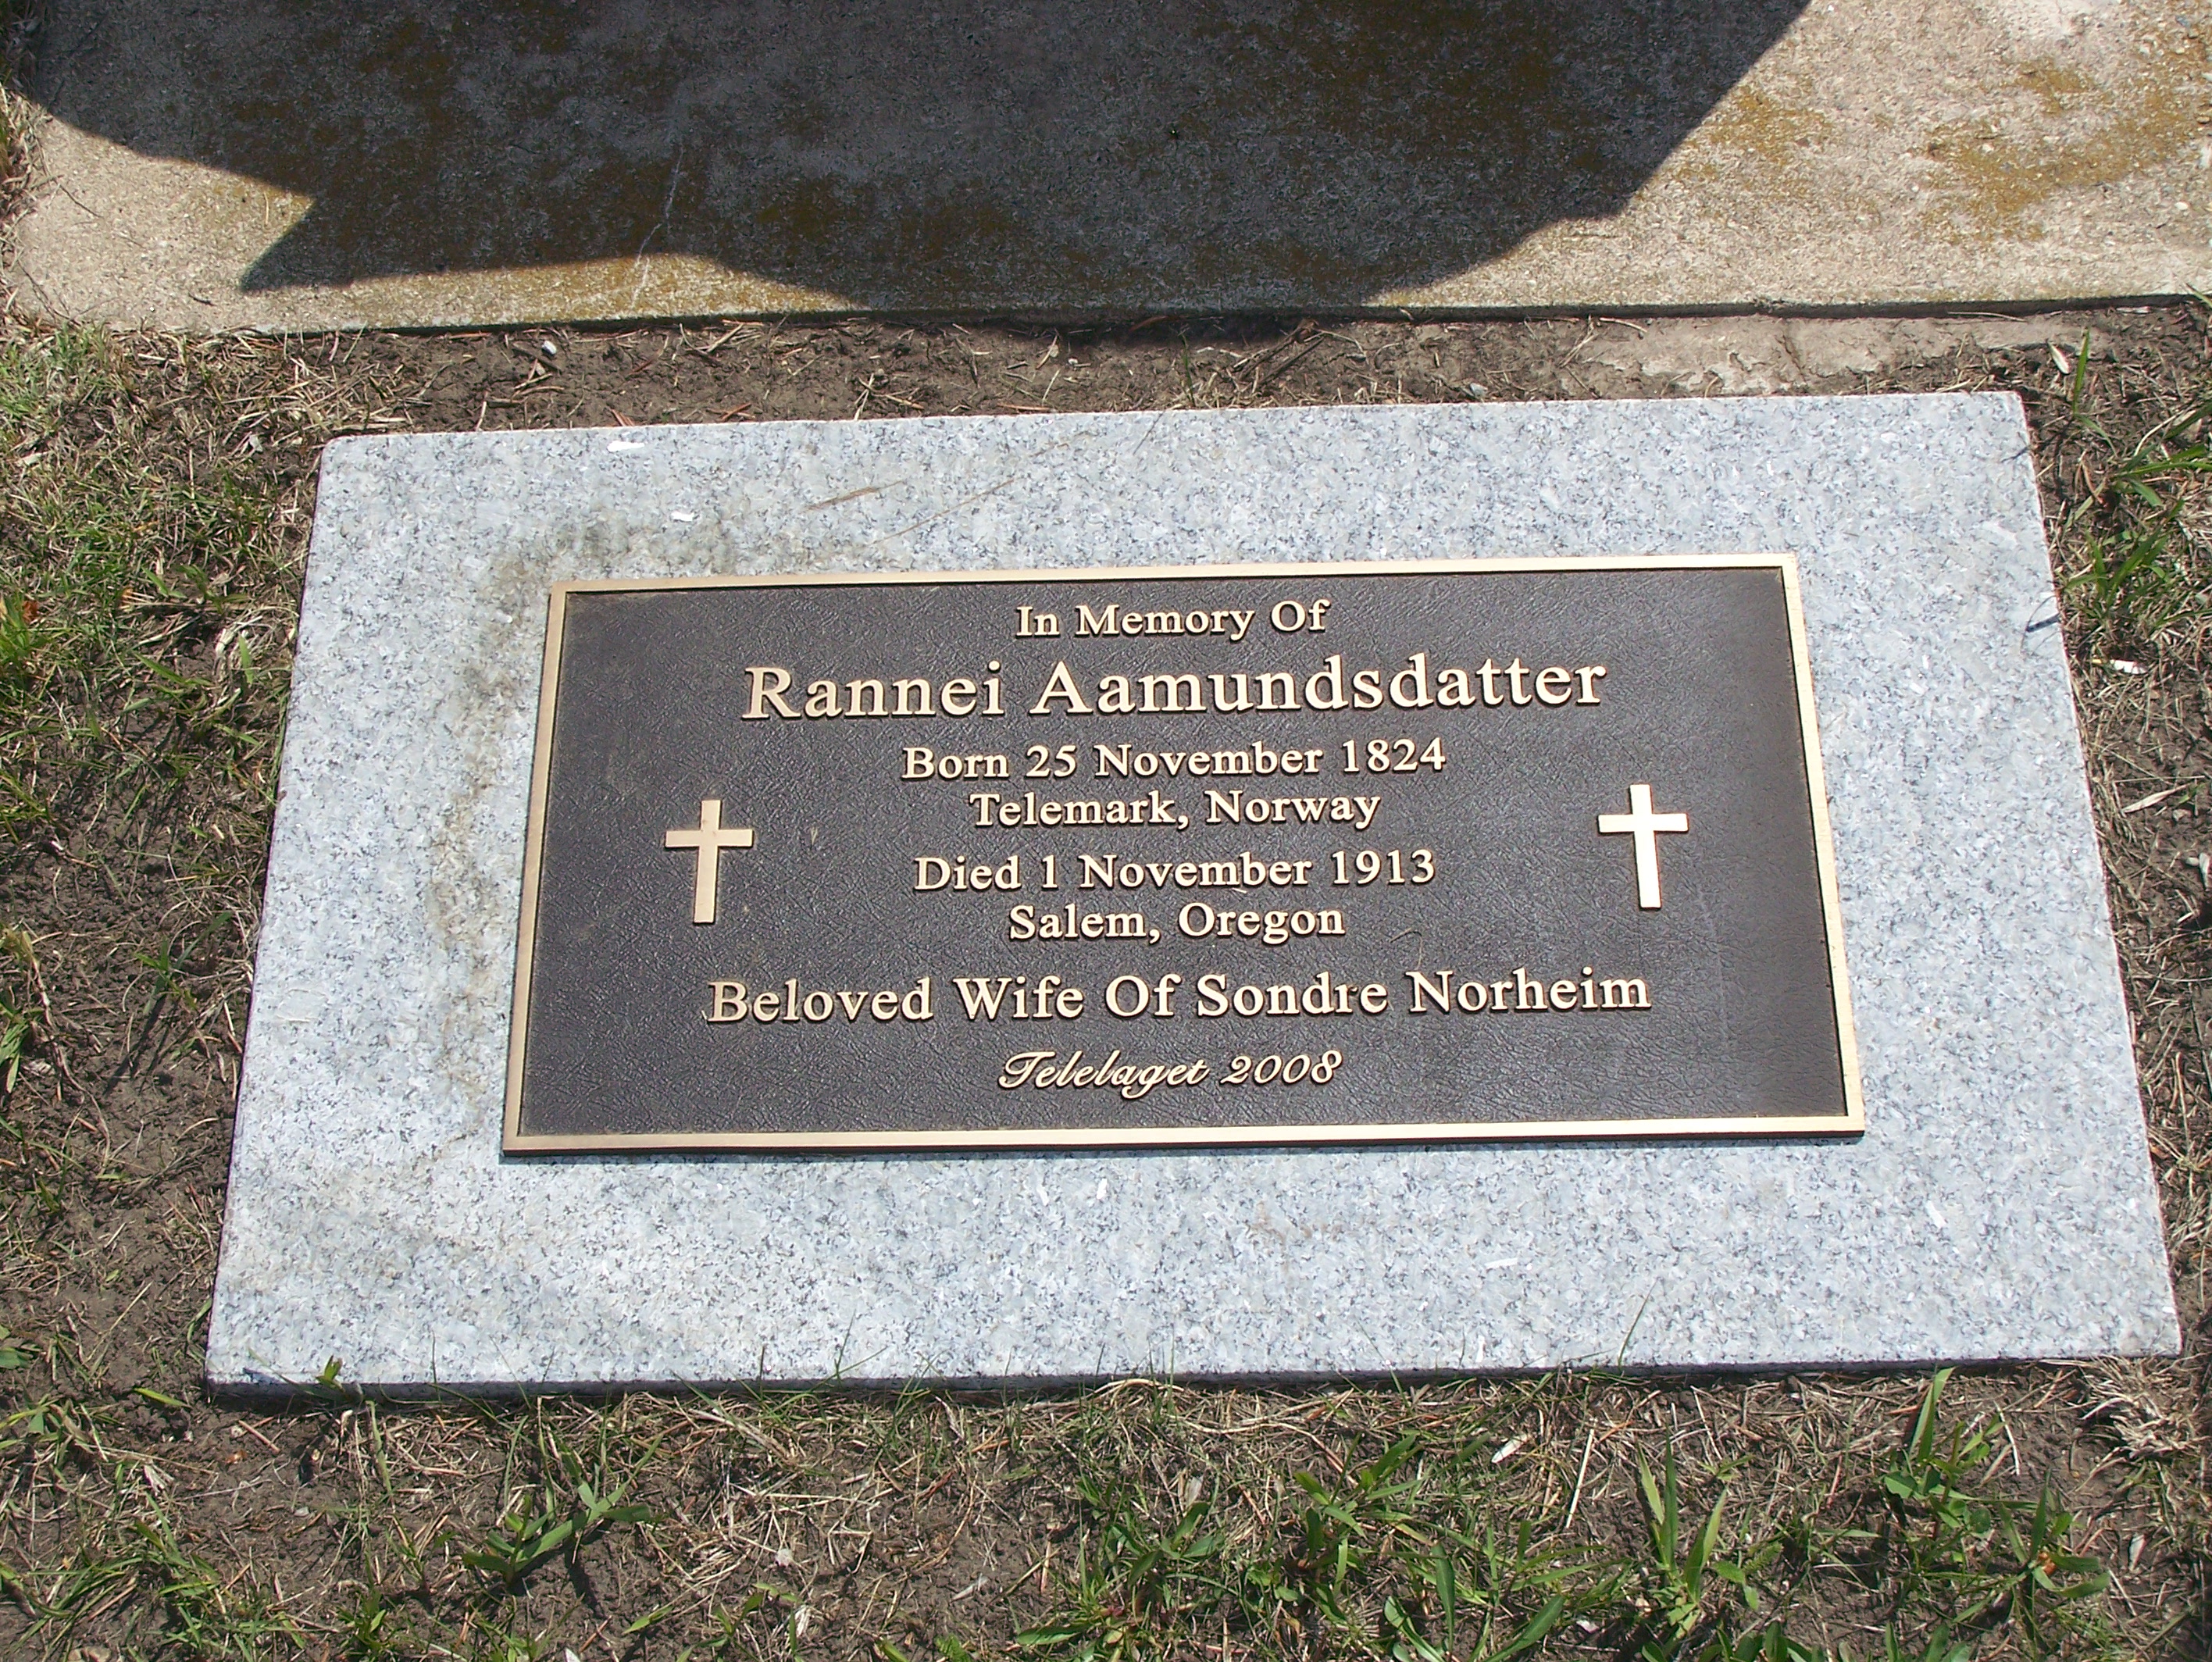 In Memory Of
Rannei Aamundsdatter
Born 25 November 1824
Telemark, Norway
Died 1 November 1913
Salem, Oregon
Beloved Wife Of Sondre Norheim
Telelaget 2008